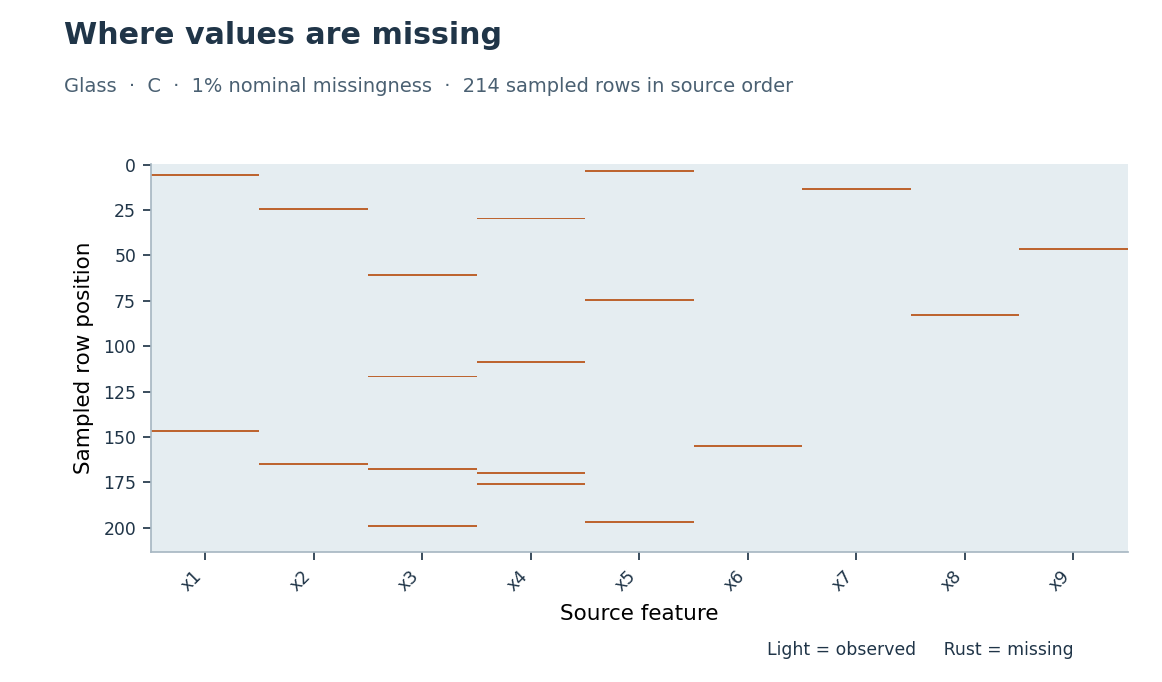 Where values are missing
Glass · C · 1% nominal missingness · 214 sampled rows in source order
0
25
50
75
100
125
150
175
200
Sampled row position
x1 x2 x3 x4 x5 x6 x7 x8 x9
Source feature
Light = observed Rust = missing